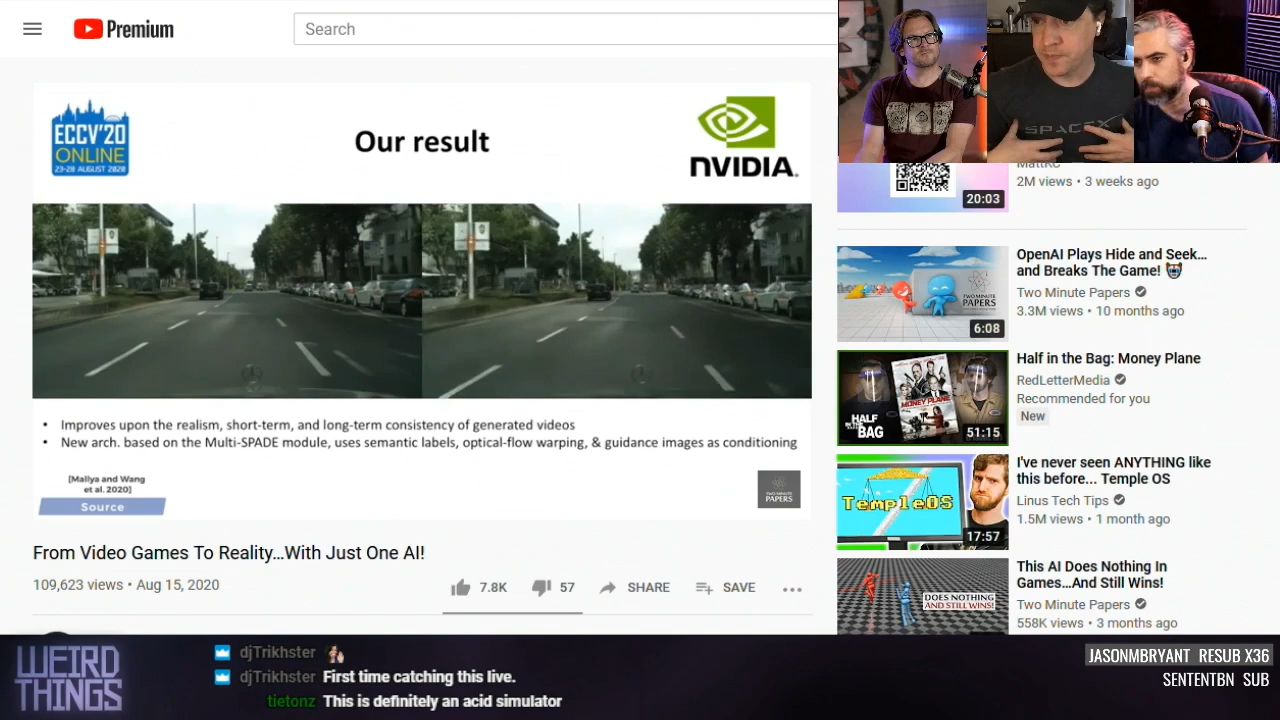 Premium
Search
ECCV'20
ONLINE
23-28 AUGUST 2020
Our result
NVIDIA.
Improves upon the realism, short-term, and long-term consistency of generated videos
New arch. based on the Multi-SPADE module, uses semantic labels, optical-flow warping, & guidance images as conditioning
[Mallya and Wang
et al. 2020]
Source
TWO MINUTE
PAPERS
From Video Games To Reality...With Just One AI!
109,623 views • Aug 15, 2020
7.8K
57
SHARE
SAVE
SPACEX
MattKC
2M views • 3 weeks ago
20:03
OpenAI Plays Hide and Seek...
and Breaks The Game!
Two Minute Papers
3.3M views • 10 months ago
TWO MINUTE
PAPERS
6:08
Half in the Bag: Money Plane
RedLetterMedia
Recommended for you
New
MONEY PLANE
HALF
IN THE
BAG
51:15
I've never seen ANYTHING like
this before... Temple OS
Linus Tech Tips
1.5M views • 1 month ago
TempleOS
17:57
This AI Does Nothing In
Games...And Still Wins!
Two Minute Papers
558K views • 3 months ago
DOES NOTHING
AND STILL WINS!
WEIRD
THINGS
djTrikhster
djTrikhster First time catching this live.
tietonz This is definitely an acid simulator
JASONMBRYANT RESUB X36
SENTENTBN SUB